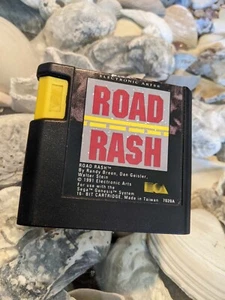 ELECTRONIC ARTS
ROAD
RASH
ROAD RASH™
By Randy Breen, Dan Geisler,
Walter Stein
© 1991 Electronic Arts
For use with the
Sega™ Genesis™ System
16-BIT CARTRIDGE, Made in Taiwan 7039A